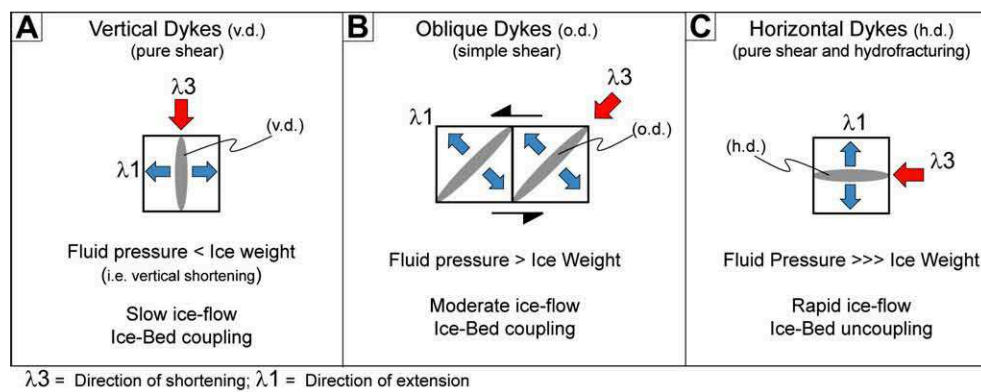 A
Vertical Dykes (v.d.)
(pure shear)
λ3
(v.d.)
λ1
Fluid pressure < Ice weight
(i.e. vertical shortening)
Slow ice-flow
Ice-Bed coupling
B
Oblique Dykes (o.d.)
(simple shear)
λ3
λ1
(o.d.)
Fluid pressure > Ice Weight
Moderate ice-flow
Ice-Bed coupling
C
Horizontal Dykes (h.d.)
(pure shear and hydrofracturing)
λ1
(h.d.)
λ3
Fluid Pressure >>> Ice Weight
Rapid ice-flow
Ice-Bed uncoupling
λ3 = Direction of shortening; λ1 = Direction of extension